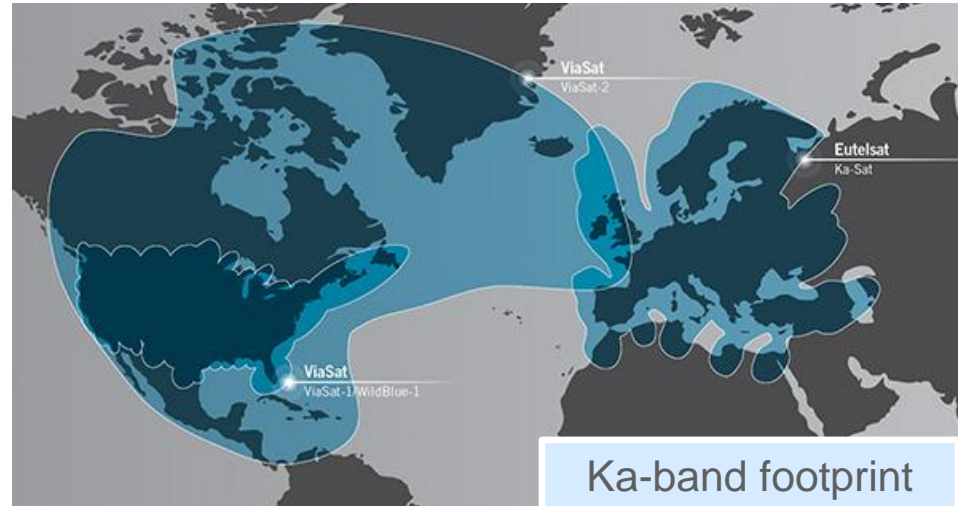 ViaSat
ViaSat-2
Eutelsat
Ka-Sat
ViaSat
ViaSat-1/WildBlue-1
Ka-band footprint